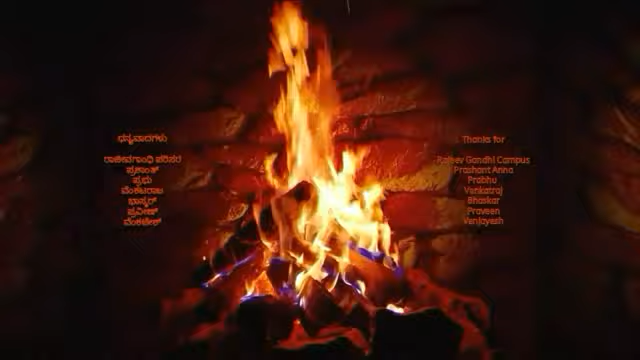 ಧನ್ಯವಾದಗಳು
ರಾಜೀವಗಾಂಧಿ ಪರಿಸರ
ಪ್ರಶಾಂತ್
ಪ್ರಭು
ವೆಂಕಟರಾಜ
ಭಾಸ್ಕರ್
ಪ್ರವೀಣ್
ವೆಂಕಟೇಶ್
Thanks for
Rajeev Gandhi Campus
Prashant Anna
Prabhu
Venkatraj
Bhaskar
Praveen
Venjayesh